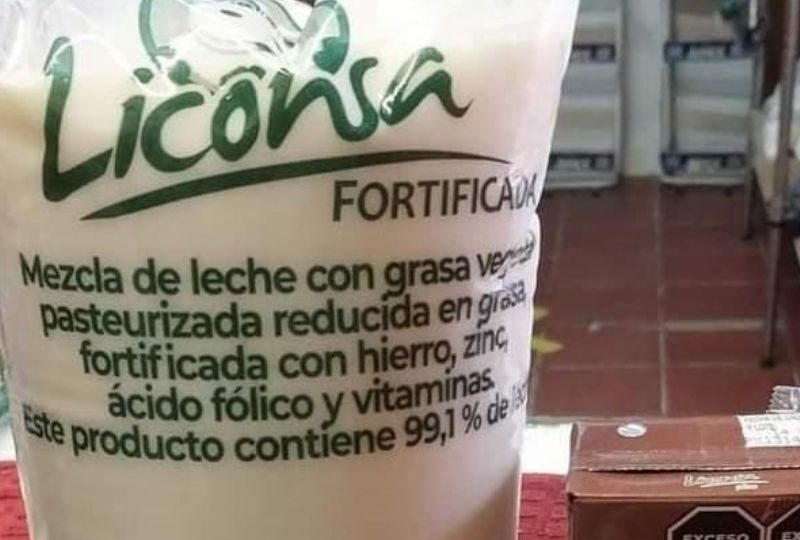 Liconsa
FORTIFICADA
Mezcla de leche con grasa vegetal
pasteurizada reducida en grasa,
fortificada con hierro, zinc,
ácido fólico y vitaminas.
Este producto contiene 99,1 % de
Liconsa
EXCESO